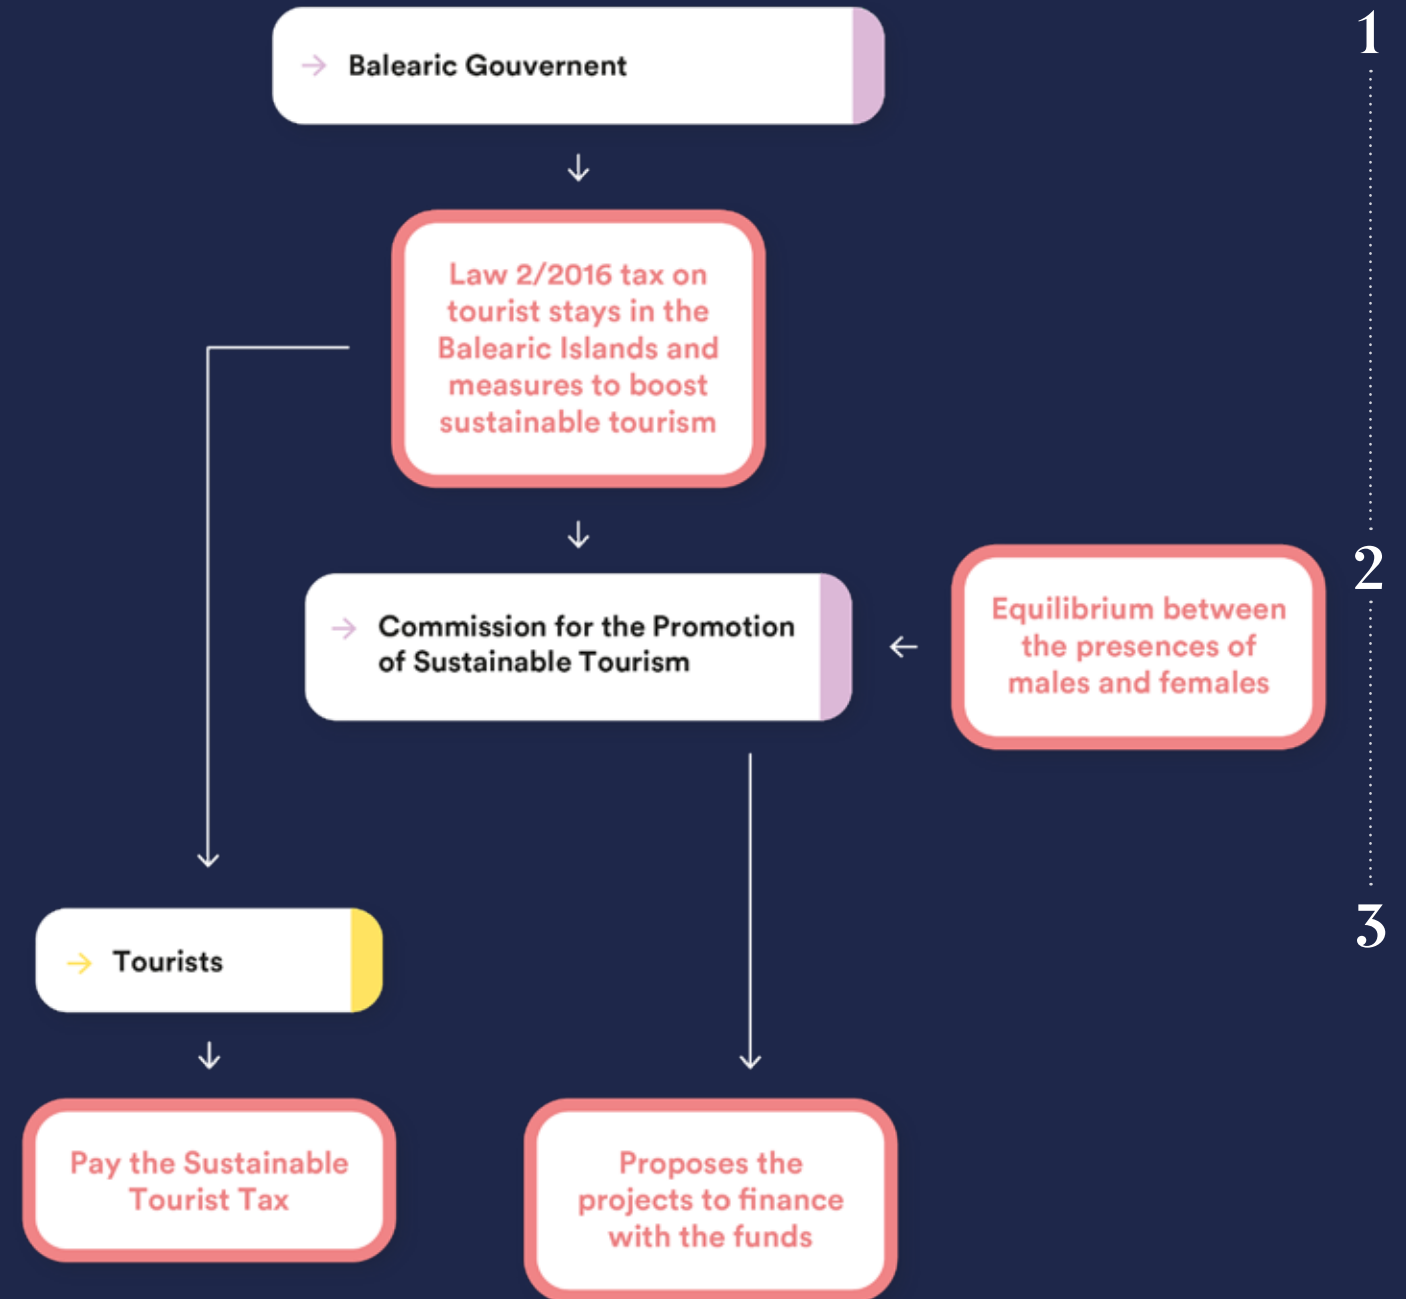 Balearic Gouvernent
1
Law 2/2016 tax on
tourist stays in the
Balearic Islands and
measures to boost
sustainable tourism
2
Commission for the Promotion
of Sustainable Tourism
Equilibrium between
the presences of
males and females
3
Tourists
Pay the Sustainable
Tourist Tax
Proposes the
projects to finance
with the funds